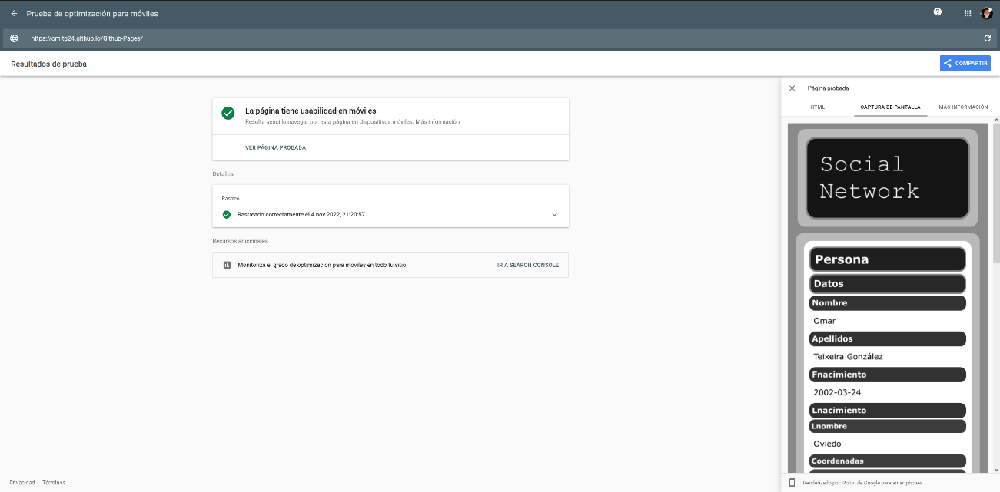 Prueba de optimización para móviles
https://omitg24.github.io/Github-Pages/
Resultados de prueba
COMPARTIR
La página tiene usabilidad en móviles
Resulta sencillo navegar por esta página en dispositivos móviles. Más información
VER PÁGINA PROBADA
Detalles
Rastreo
Rastreado correctamente el 4 nov 2022, 21:20:57
Recursos adicionales
Monitoriza el grado de optimización para móviles en todo tu sitio
IR A SEARCH CONSOLE
Privacidad Términos
Página probada
HTML CAPTURA DE PANTALLA MÁS INFORMACIÓN
Social
Network
Persona
Datos
Nombre
Omar
Apellidos
Teixeira González
Fnacimiento
2002-03-24
Lnacimiento
Lnombre
Oviedo
Coordenadas
Renderizado por: Robot de Google para smartphones